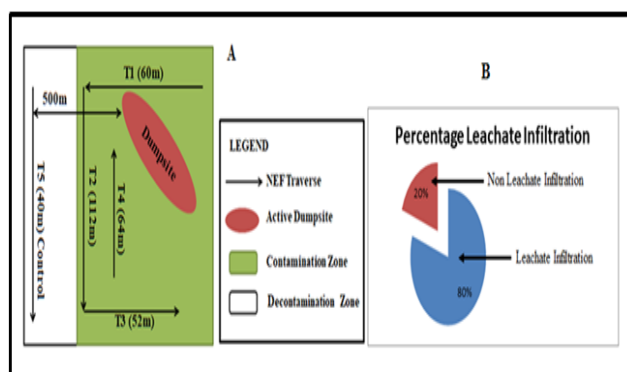 A
T1 (60m)
500m
Dumpsite
T5 (40m) Control
T2 (112m)
T4 (64m)
T3 (52m)
LEGEND
NEF Traverse
Active Dumpsite
Contamination Zone
Decontamination Zone
B
Percentage Leachate Infiltration
20%
Non Leachate Infiltration
Leachate Infiltration
80%